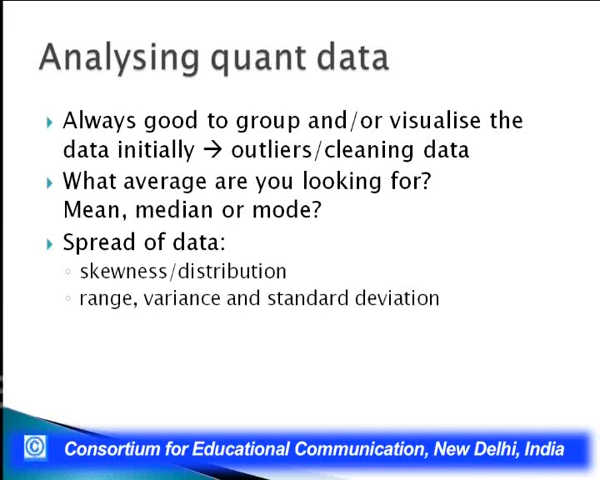 Analysing quant data
Always good to group and/or visualise the
data initially → outliers/cleaning data
What average are you looking for?
Mean, median or mode?
Spread of data:
skewness/distribution
range, variance and standard deviation
© Consortium for Educational Communication, New Delhi, India